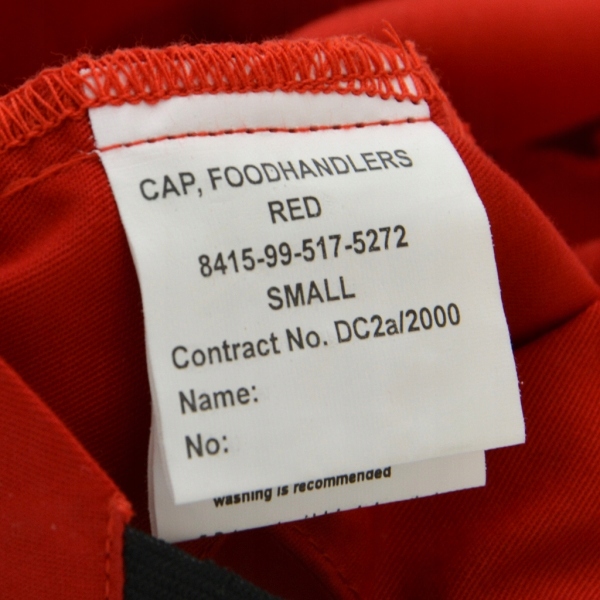 CAP, FOODHANDLERS
RED
8415-99-517-5272
SMALL
Contract No. DC2a/2000
Name:
No:
washing is recommended